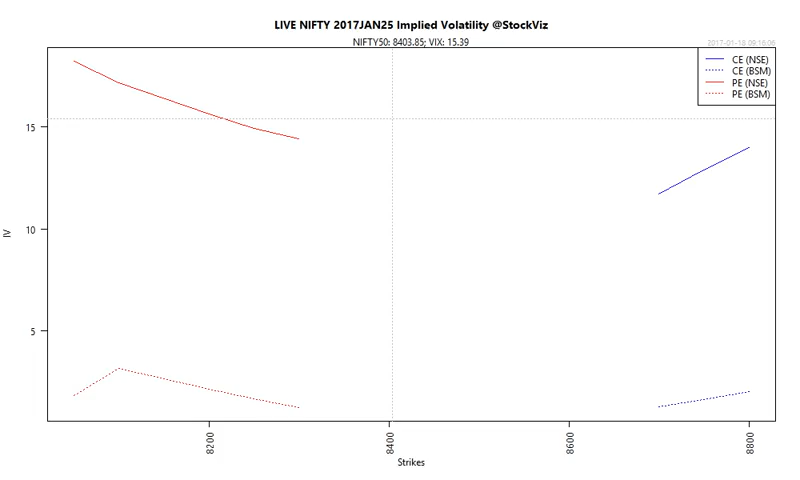 LIVE NIFTY 2017JAN25 Implied Volatility @StockViz
NIFTY50: 8403.85; VIX: 15.39
2017-01-18 09:16:06
CE (NSE)
CE (BSM)
PE (NSE)
PE (BSM)
15
10
5
IV
8200
8400
8600
8800
Strikes